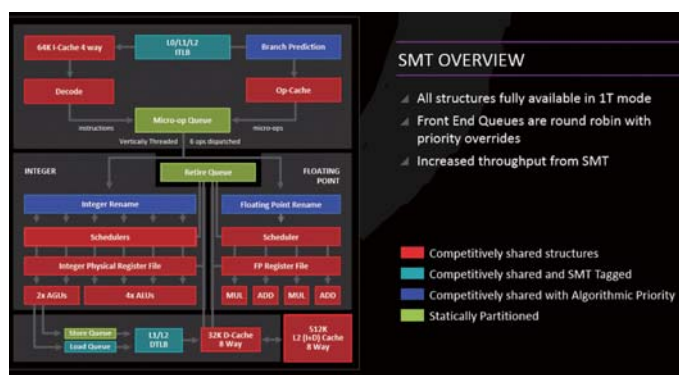 64K I-Cache 4 way
L0/L1/L2
ITLB
Branch Prediction
Decode
Op-Cache
instructions
Micro-op Queue
micro-ops
Vertically Threaded
6 ops dispatched
INTEGER
Retire Queue
FLOATING
POINT
Integer Rename
Floating Point Rename
Schedulers
Scheduler
Integer Physical Register File
FP Register File
2x AGUs
4x ALUs
MUL
ADD
MUL
ADD
Store Queue
Load Queue
L1/L2
DTLB
32K D-Cache
8 Way
512K
L2 (I+D) Cache
8 Way
SMT OVERVIEW
All structures fully available in 1T mode
Front End Queues are round robin with
priority overrides
Increased throughput from SMT
Competitively shared structures
Competitively shared and SMT Tagged
Competitively shared with Algorithmic Priority
Statically Partitioned